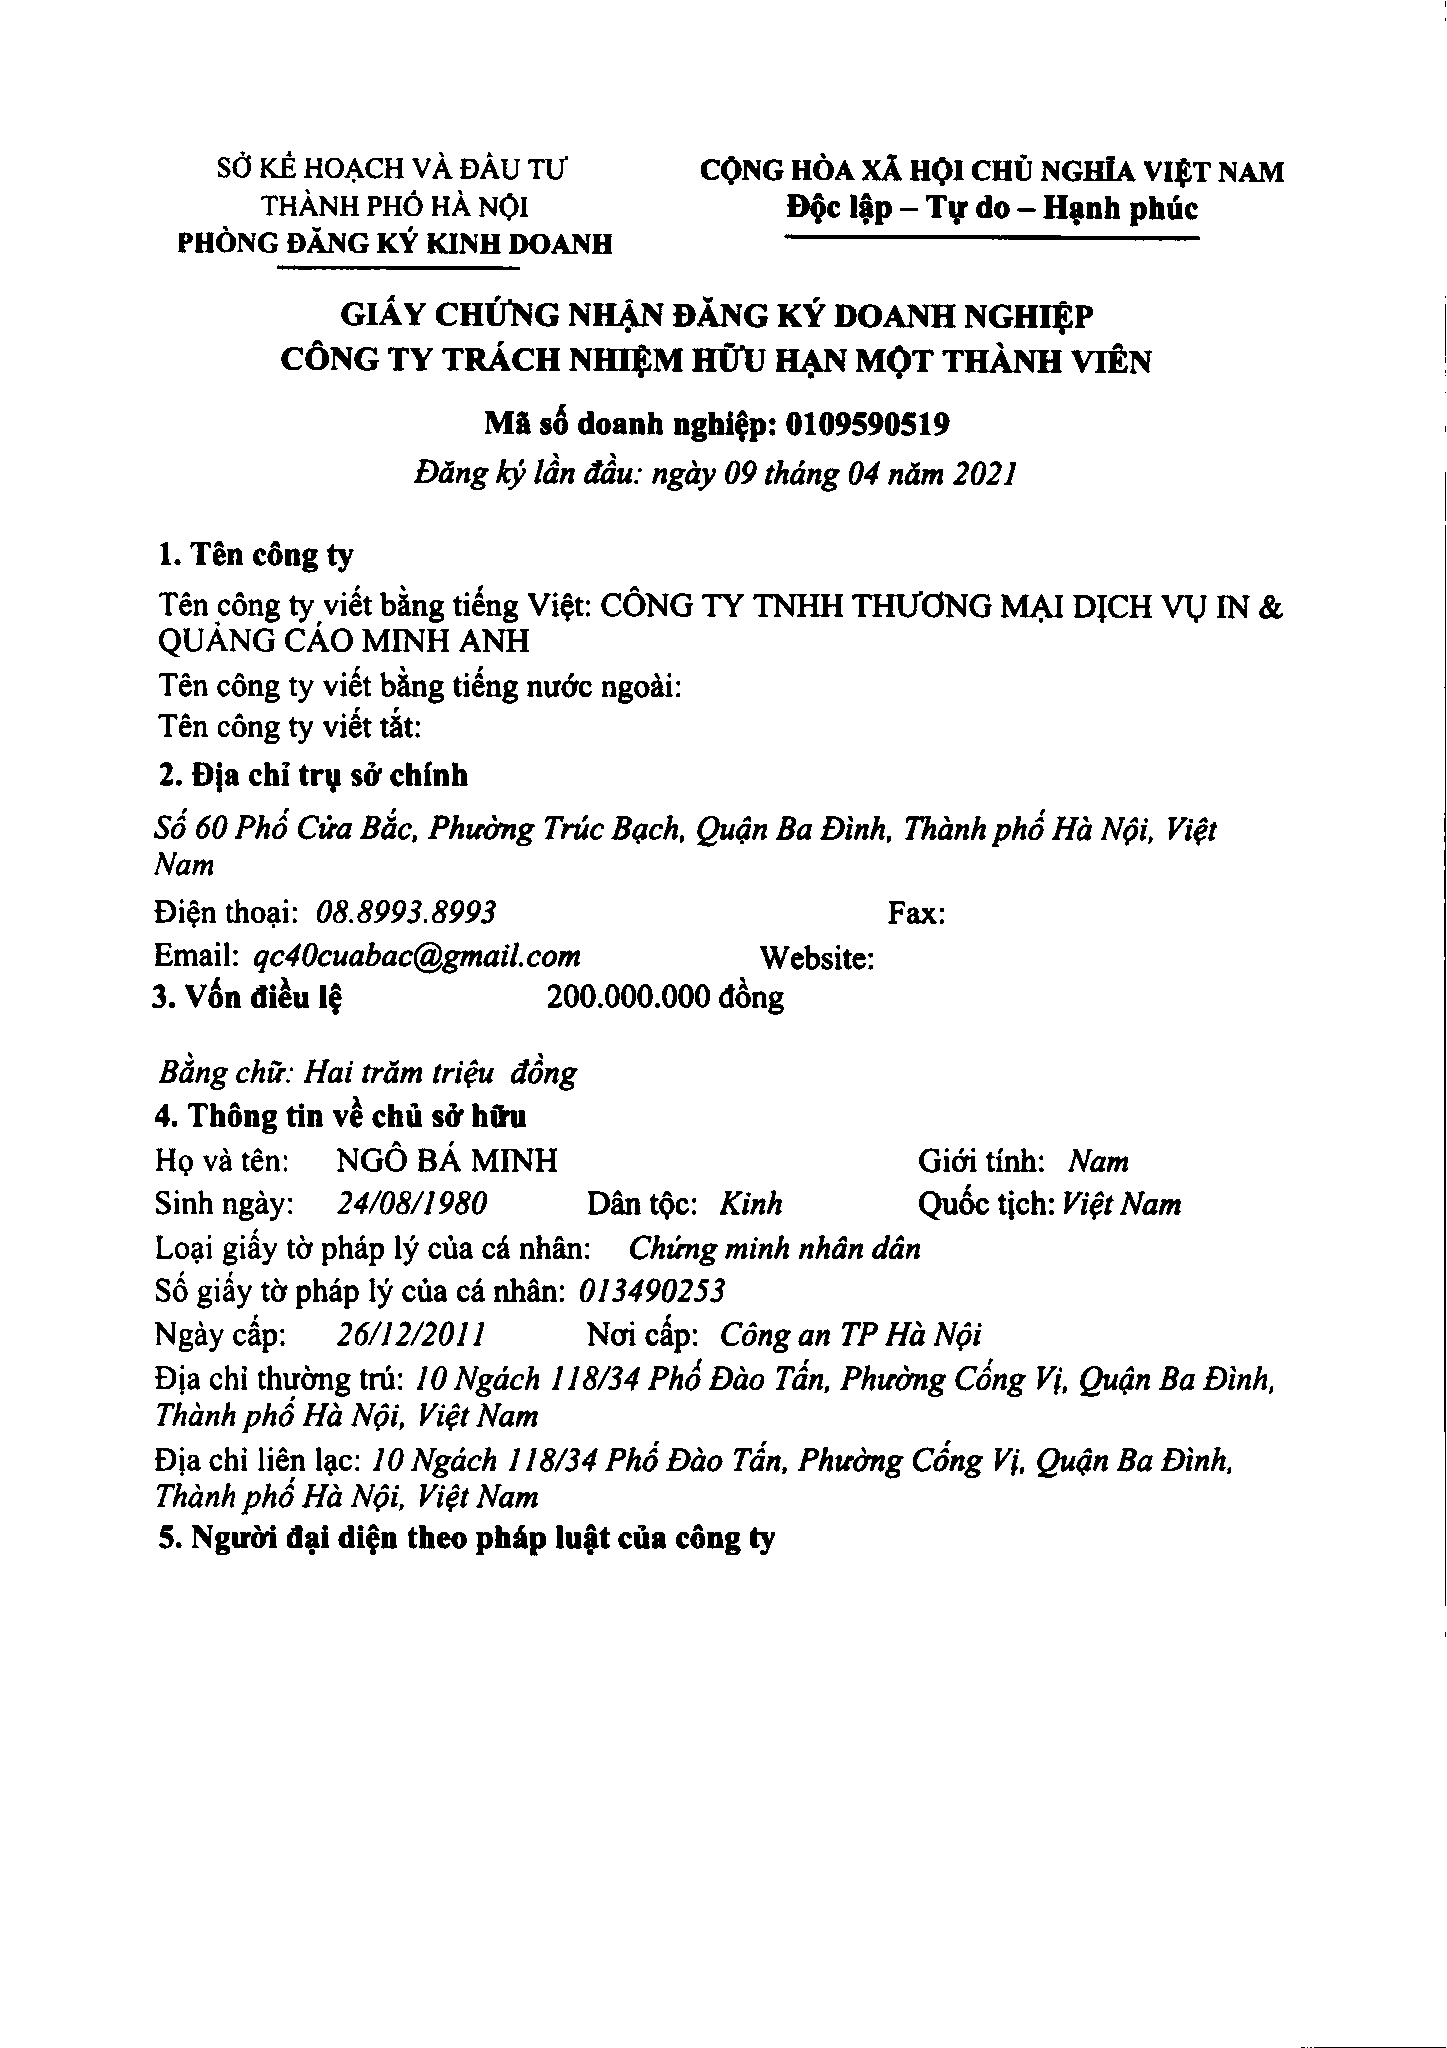 SỞ KẾ HOẠCH VÀ ĐẦU TƯ
THÀNH PHỐ HÀ NỘI
PHÒNG ĐĂNG KÝ KINH DOANH
CỘNG HÒA XÃ HỘI CHỦ NGHĨA VIỆT NAM
Độc lập – Tự do – Hạnh phúc
GIẤY CHỨNG NHẬN ĐĂNG KÝ DOANH NGHIỆP
CÔNG TY TRÁCH NHIỆM HỮU HẠN MỘT THÀNH VIÊN
Mã số doanh nghiệp: 0109590519
Đăng ký lần đầu: ngày 09 tháng 04 năm 2021
1. Tên công ty
Tên công ty viết bằng tiếng Việt: CÔNG TY TNHH THƯƠNG MẠI DỊCH VỤ IN &
QUẢNG CÁO MINH ANH
Tên công ty viết bằng tiếng nước ngoài:
Tên công ty viết tắt:
2. Địa chỉ trụ sở chính
Số 60 Phố Cửa Bắc, Phường Trúc Bạch, Quận Ba Đình, Thành phố Hà Nội, Việt
Nam
Điện thoại: 08.8993.8993 Fax:
Email: qc40cuabac@gmail.com Website:
3. Vốn điều lệ 200.000.000 đồng
Bằng chữ: Hai trăm triệu đồng
4. Thông tin về chủ sở hữu
Họ và tên: NGÔ BÁ MINH Giới tính: Nam
Sinh ngày: 24/08/1980 Dân tộc: Kinh Quốc tịch: Việt Nam
Loại giấy tờ pháp lý của cá nhân: Chứng minh nhân dân
Số giấy tờ pháp lý của cá nhân: 013490253
Ngày cấp: 26/12/2011 Nơi cấp: Công an TP Hà Nội
Địa chỉ thường trú: 10 Ngách 118/34 Phố Đào Tấn, Phường Cống Vị, Quận Ba Đình,
Thành phố Hà Nội, Việt Nam
Địa chỉ liên lạc: 10 Ngách 118/34 Phố Đào Tấn, Phường Cống Vị, Quận Ba Đình,
Thành phố Hà Nội, Việt Nam
5. Người đại diện theo pháp luật của công ty